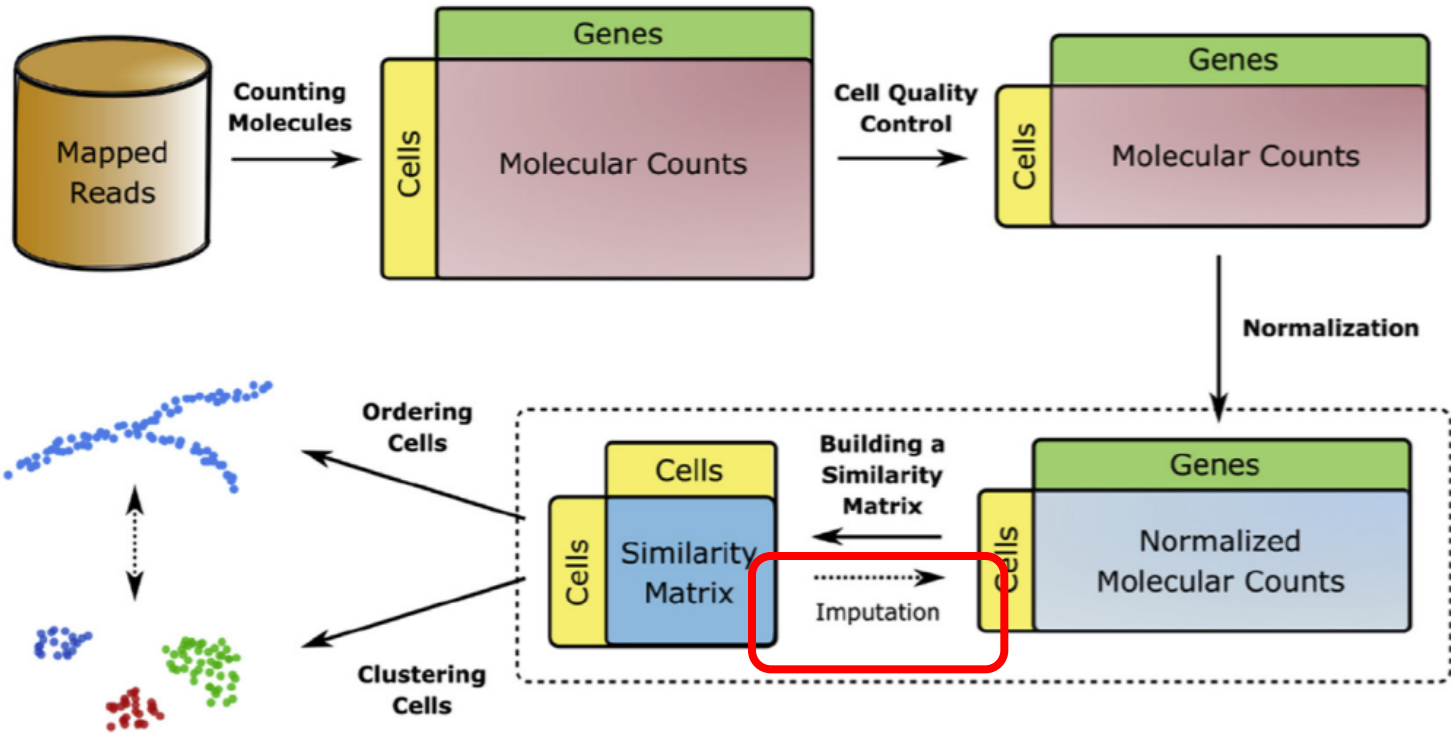 Genes
Genes
Counting
Molecules
Cell Quality
Control
Mapped
Reads
Cells
Molecular Counts
Cells
Molecular Counts
Normalization
Ordering
Cells
Building a
Similarity
Matrix
Cells
Genes
Cells
Similarity
Matrix
Imputation
Cells
Normalized
Molecular Counts
Clustering
Cells